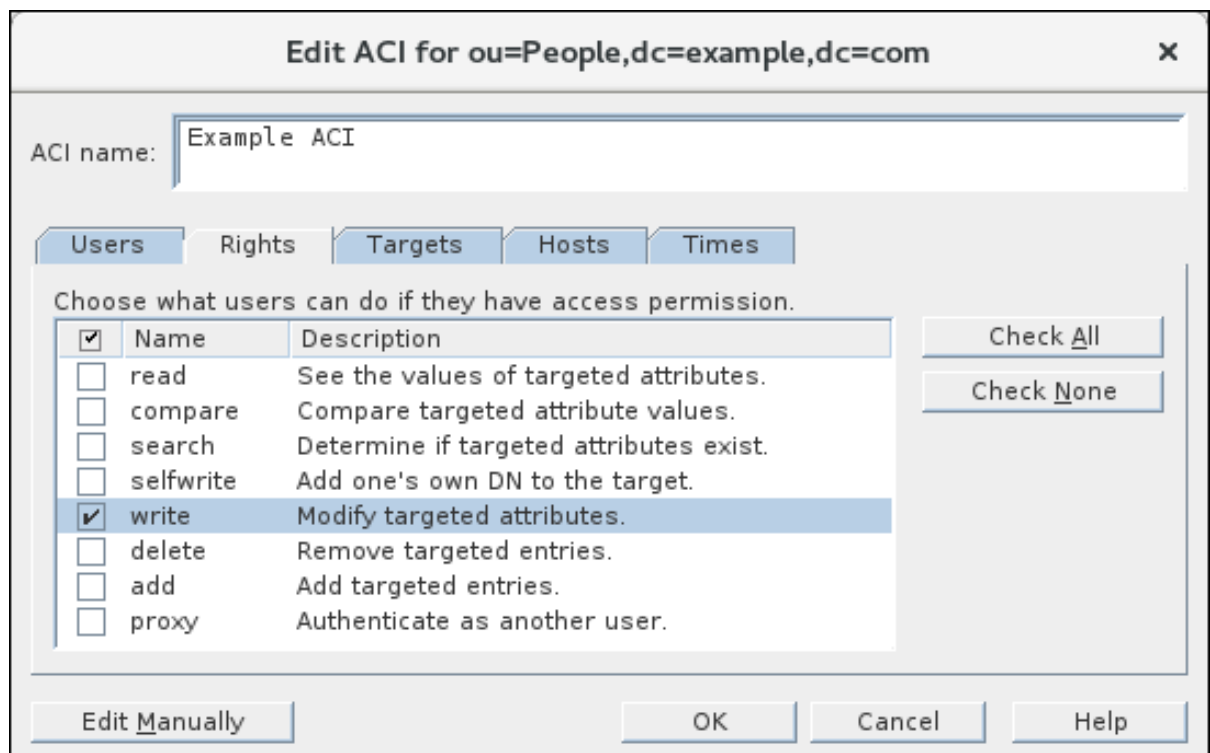 Edit ACI for ou=People,dc=example,dc=com
ACI name: Example ACI
Users Rights Targets Hosts Times
Choose what users can do if they have access permission.
Name Description Check All
read See the values of targeted attributes.
Check None
compare Compare targeted attribute values.
search Determine if targeted attributes exist.
selfwrite Add one's own DN to the target.
write Modify targeted attributes.
delete Remove targeted entries.
add Add targeted entries.
proxy Authenticate as another user.
Edit Manually OK Cancel Help